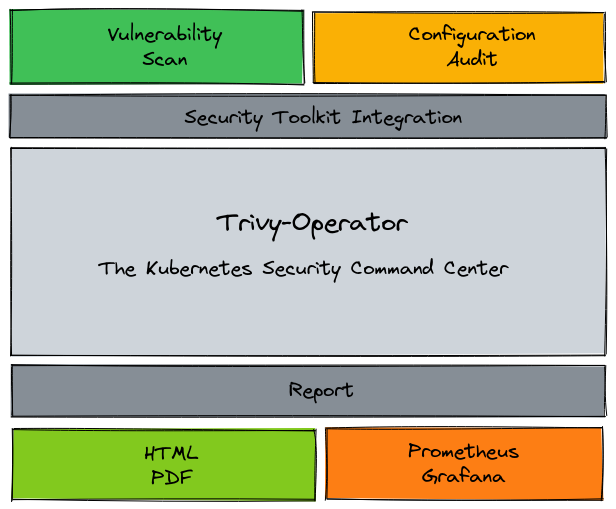 Vulnerability
Scan
Configuration
Audit
Security Toolkit Integration
Trivy-Operator
The Kubernetes Security Command Center
Report
HTML
PDF
Prometheus
Grafana